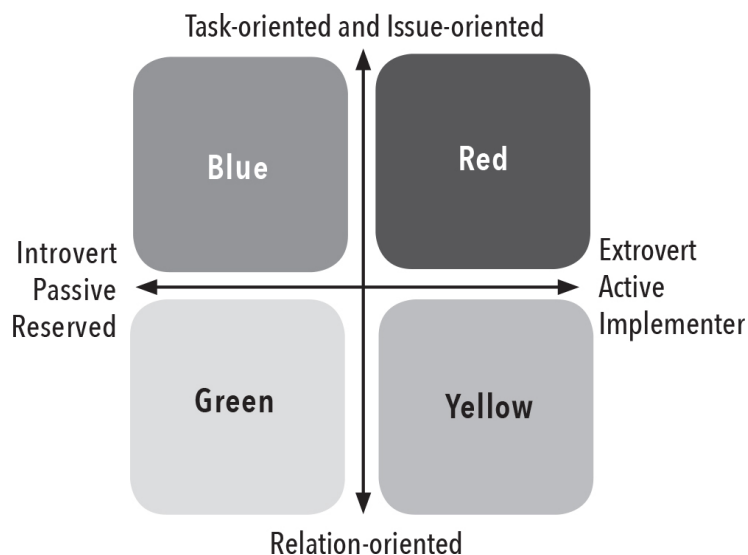 Task-oriented and Issue-oriented
Blue
Red
Introvert
Passive
Reserved
Extrovert
Active
Implementer
Green
Yellow
Relation-oriented